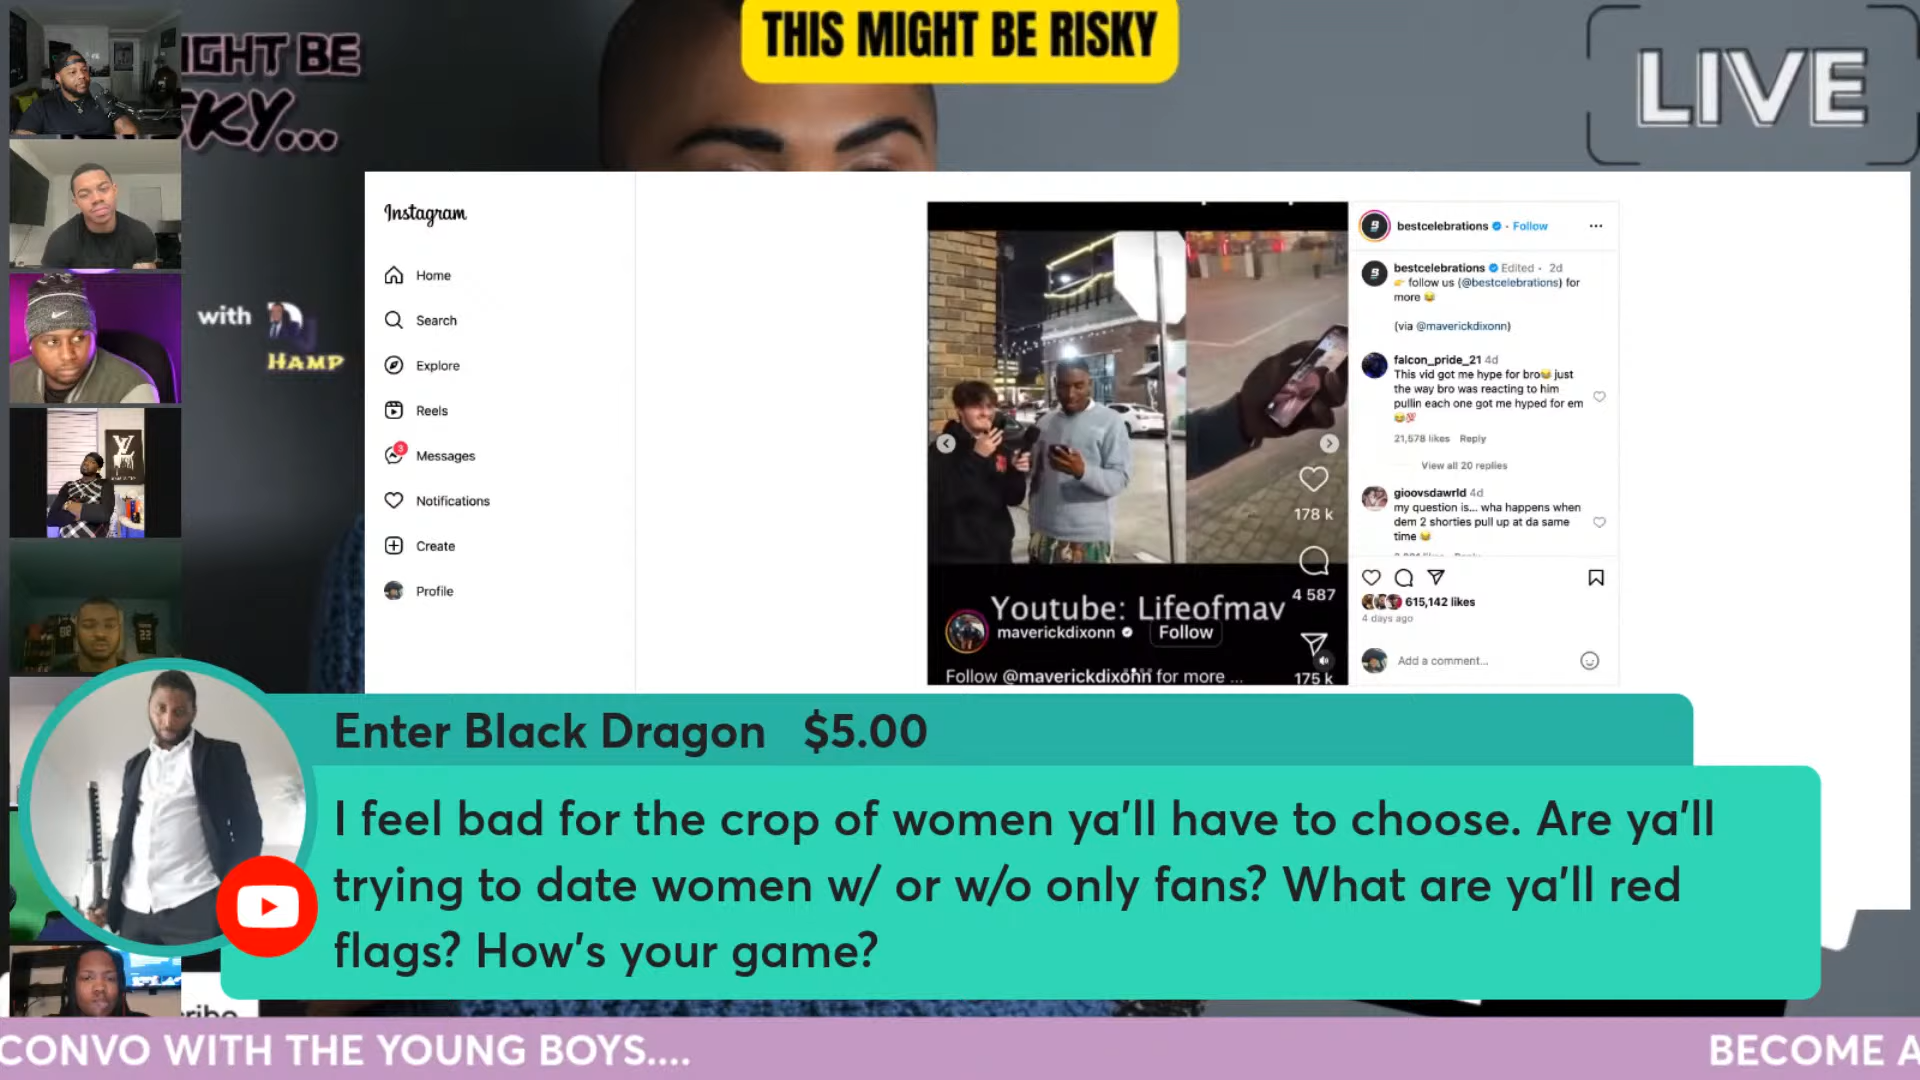 THIS MIGHT BE RISKY
LIVE
IGHT BE
KY...
with
HAMP
Instagram
Home
Search
Explore
Reels
3
Messages
Notifications
Create
Profile
178 k
4 587
175 k
Youtube: Lifeofmav
maverickdixonn
Follow
Follow @maverickdixonn for more ...
bestcelebrations • Follow
bestcelebrations Edited • 2d
👉 follow us (@bestcelebrations) for
more 😂
(via @maverickdixonn)
falcon_pride_21 4d
This vid got me hype for bro😂 just
the way bro was reacting to him
pullin each one got me hyped for em
😂💯
21,578 likes Reply
View all 20 replies
gioovsdawrld 4d
my question is... wha happens when
dem 2 shorties pull up at da same
time 😂
615,142 likes
4 days ago
Add a comment...
Enter Black Dragon $5.00
I feel bad for the crop of women ya'll have to choose. Are ya'll
trying to date women w/ or w/o only fans? What are ya'll red
flags? How's your game?
CONVO WITH THE YOUNG BOYS....
BECOME A